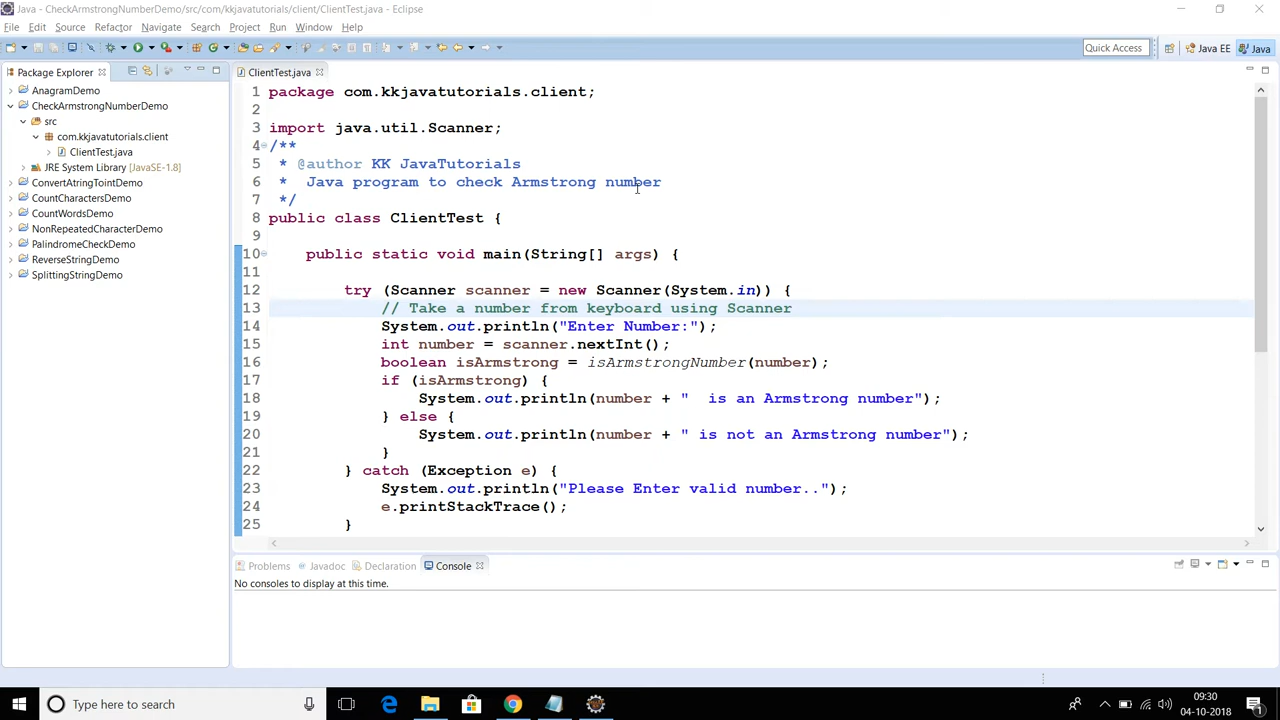 Java - CheckArmstrongNumberDemo/src/com/kkjavatutorials/client/ClientTest.java - Eclipse
File Edit Source Refactor Navigate Search Project Run Window Help
Quick Access
Java EE
Java
Package Explorer
AnagramDemo
CheckArmstrongNumberDemo
src
com.kkjavatutorials.client
ClientTest.java
JRE System Library [JavaSE-1.8]
ConvertAtringTointDemo
CountCharactersDemo
CountWordsDemo
NonRepeatedCharacterDemo
PalindromeCheckDemo
ReverseStringDemo
SplittingStringDemo
ClientTest.java
1 package com.kkjavatutorials.client;
2
3 import java.util.Scanner;
4 /**
5 * @author KK JavaTutorials
6 * Java program to check Armstrong number
7 */
8 public class ClientTest {
9
10 public static void main(String[] args) {
11
12 try (Scanner scanner = new Scanner(System.in)) {
13 // Take a number from keyboard using Scanner
14 System.out.println("Enter Number:");
15 int number = scanner.nextInt();
16 boolean isArmstrong = isArmstrongNumber(number);
17 if (isArmstrong) {
18 System.out.println(number + "  is an Armstrong number");
19 } else {
20 System.out.println(number + " is not an Armstrong number");
21 }
22 } catch (Exception e) {
23 System.out.println("Please Enter valid number..");
24 e.printStackTrace();
25 }
Problems Javadoc Declaration Console
No consoles to display at this time.
Type here to search
09:30
04-10-2018
1